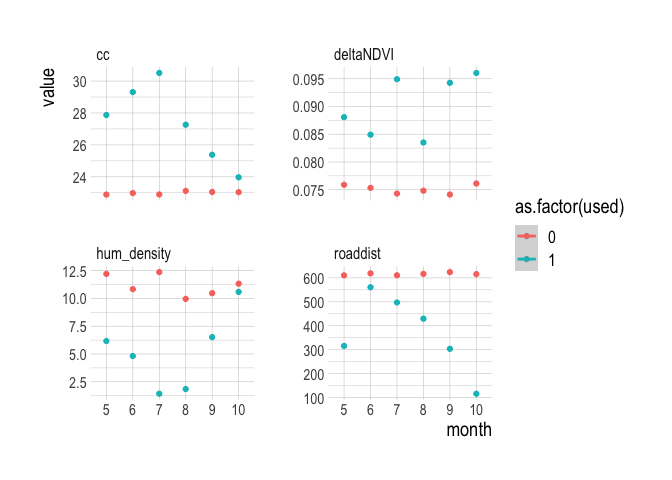 cc
deltaNDVI
value
30
28
26
24
0.095
0.090
0.085
0.080
0.075
as.factor(used)
0
1
hum_density
roaddist
12.5
10.0
7.5
5.0
2.5
600
500
400
300
200
100
5 6 7 8 9 10
5 6 7 8 9 10
month